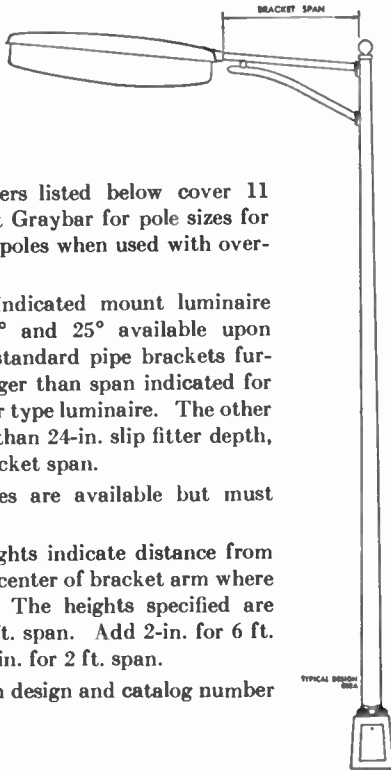 BRACKET SPAN
ers listed below cover 11
Graybar for pole sizes for
poles when used with over-
indicated mount luminaire
° and 25° available upon
standard pipe brackets fur-
ger than span indicated for
r type luminaire. The other
than 24-in. slip fitter depth,
cket span.
es are available but must
ghts indicate distance from
center of bracket arm where
The heights specified are
ft. span. Add 2-in. for 6 ft.
in. for 2 ft. span.
n design and catalog number
TYPICAL DESIGN